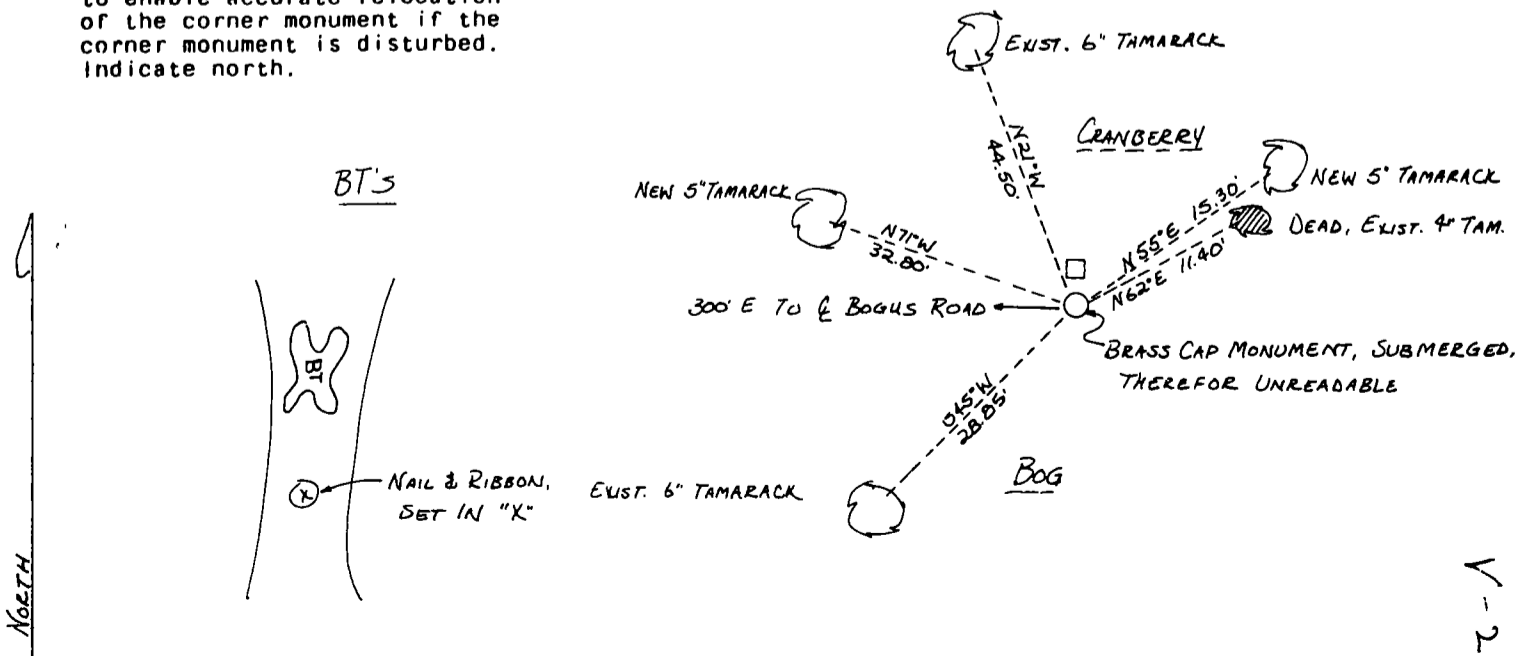 to enable accurate relocation
of the corner monument if the
corner monument is disturbed.
Indicate north.
EXIST. 6" TAMARACK
CRANBERRY
N21°W
44.50'
BT's
NEW 5" TAMARACK
N71°W
32.80'
NEW 5" TAMARACK
N55°E 15.30'
DEAD, EXIST. 4" TAM.
N62°E 11.40'
300' E TO ℄ BOGUS ROAD
BRASS CAP MONUMENT, SUBMERGED,
THEREFOR UNREADABLE
BT
S45°W
28.85'
BOG
X
NAIL & RIBBON,
SET IN "X"
EXIST. 6" TAMARACK
NORTH
V-2